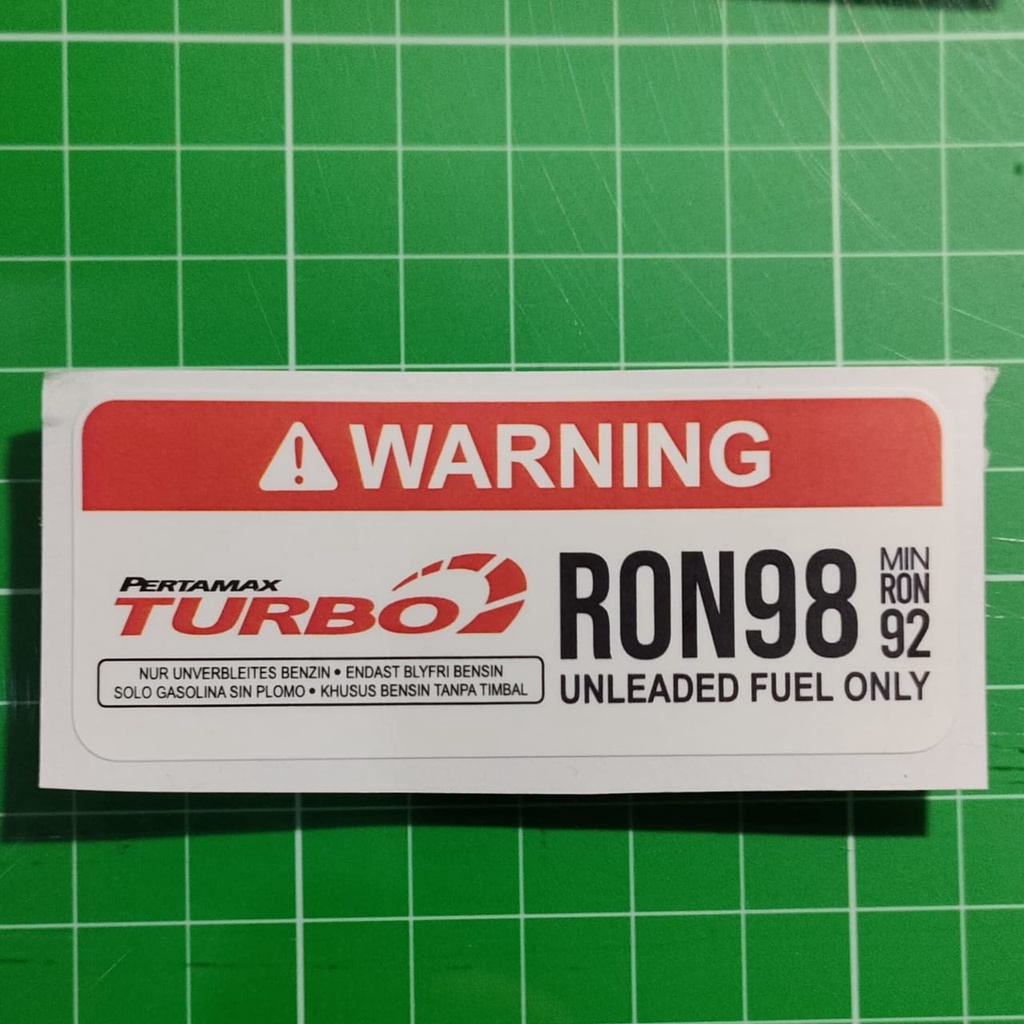 WARNING
PERTAMAX
TURBO
NUR UNVERBLEITES BENZIN • ENDAST BLYFRI BENSIN
SOLO GASOLINA SIN PLOMO • KHUSUS BENSIN TANPA TIMBAL
RON98
MIN
RON
92
UNLEADED FUEL ONLY